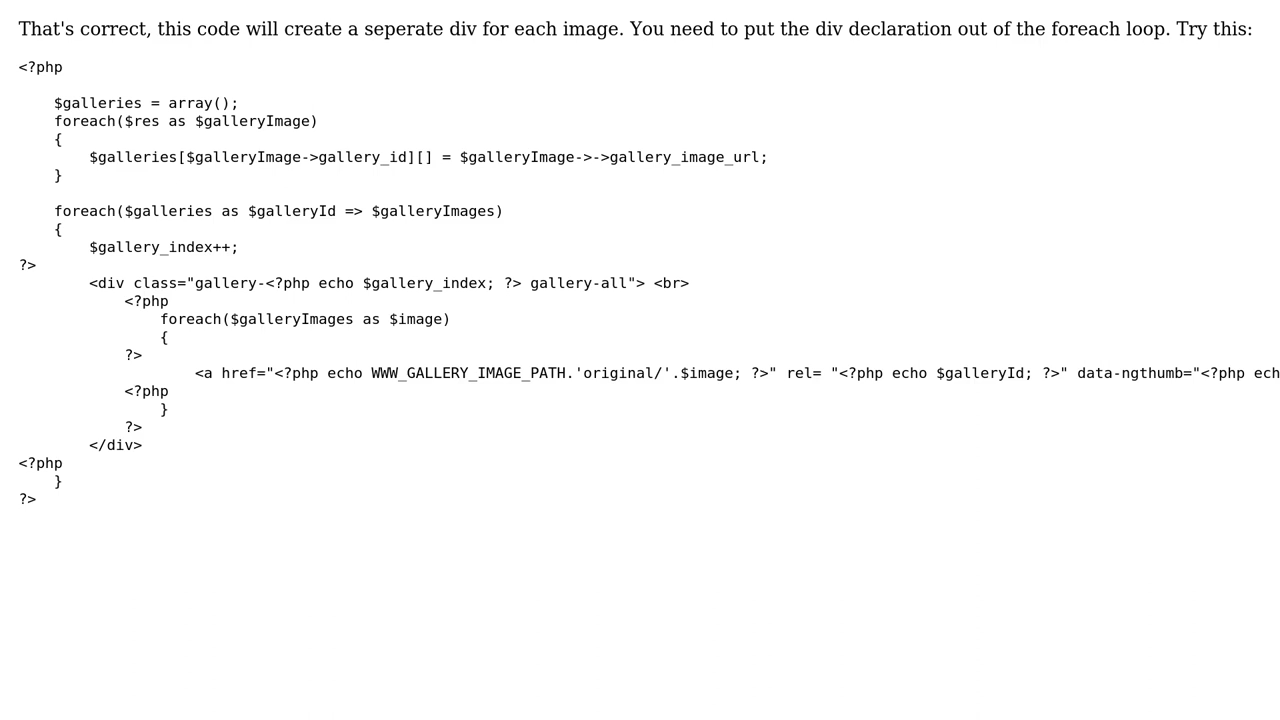 That's correct, this code will create a seperate div for each image. You need to put the div declaration out of the foreach loop. Try this:
<?php
$galleries = array();
foreach($res as $galleryImage)
{
$galleries[$galleryImage->gallery_id][] = $galleryImage->->gallery_image_url;
}
foreach($galleries as $galleryId => $galleryImages)
{
$gallery_index++;
?>
<div class="gallery-<?php echo $gallery_index; ?> gallery-all"> <br>
<?php
foreach($galleryImages as $image)
{
?>
<a href="<?php echo WWW_GALLERY_IMAGE_PATH.'original/'.$image; ?>" rel= "<?php echo $galleryId; ?>" data-ngthumb="<?php ech
<?php
}
?>
</div>
<?php
}
?>